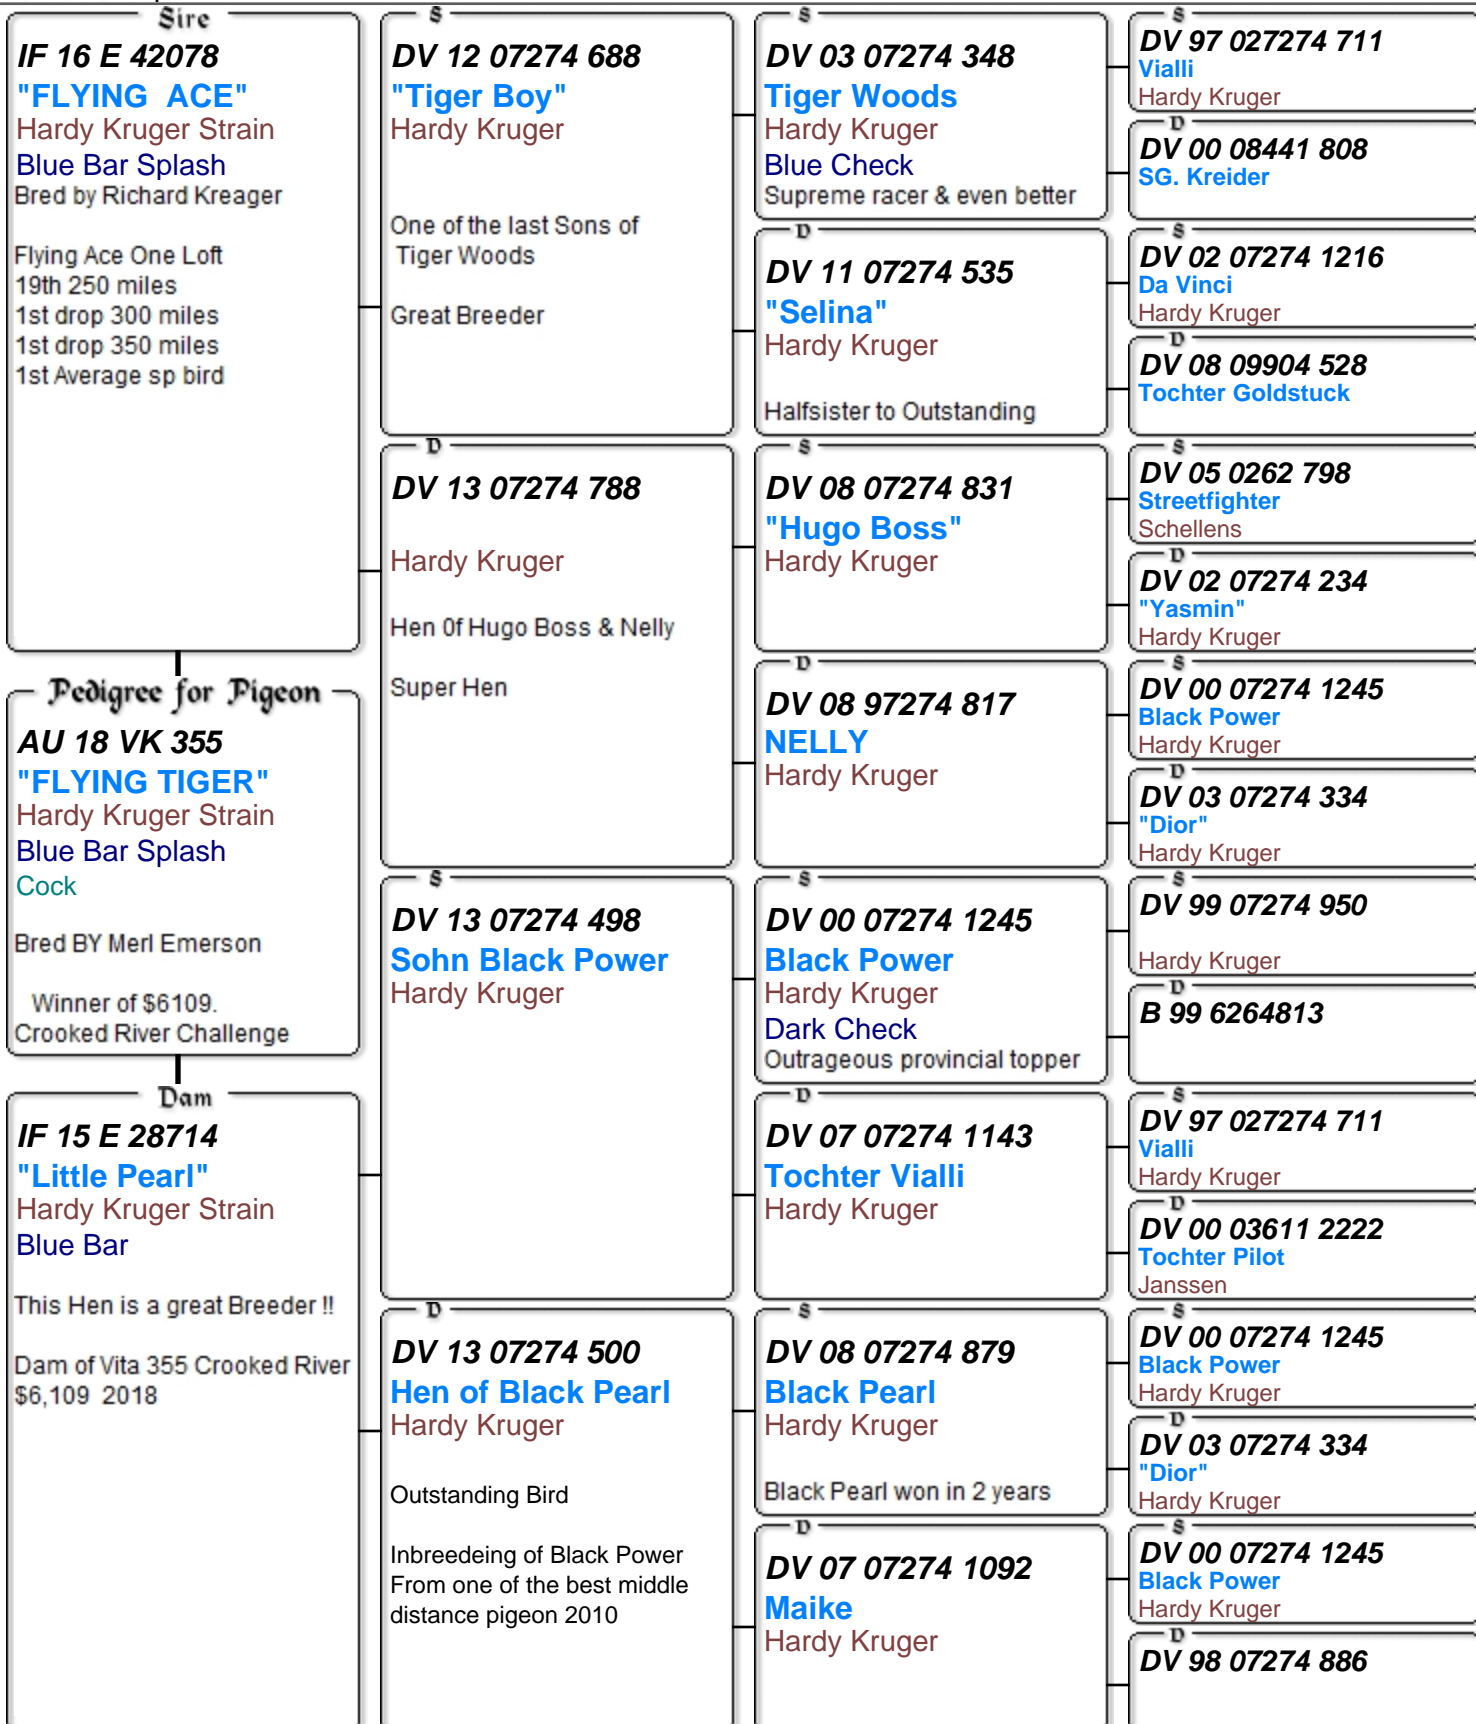 Sire
IF 16 E 42078
"FLYING ACE"
Hardy Kruger Strain
Blue Bar Splash
Bred by Richard Kreager
Flying Ace One Loft
19th 250 miles
1st drop 300 miles
1st drop 350 miles
1st Average sp bird
Pedigree for Pigeon
AU 18 VK 355
"FLYING TIGER"
Hardy Kruger Strain
Blue Bar Splash
Cock
Bred BY Merl Emerson
Winner of $6109.
Crooked River Challenge
Dam
IF 15 E 28714
"Little Pearl"
Hardy Kruger Strain
Blue Bar
This Hen is a great Breeder !!
Dam of Vita 355 Crooked River
$6,109 2018
S
DV 12 07274 688
"Tiger Boy"
Hardy Kruger
One of the last Sons of
Tiger Woods
Great Breeder
D
DV 13 07274 788
Hardy Kruger
Hen 0f Hugo Boss & Nelly
Super Hen
S
DV 13 07274 498
Sohn Black Power
Hardy Kruger
D
DV 13 07274 500
Hen of Black Pearl
Hardy Kruger
Outstanding Bird
Inbreedeing of Black Power
From one of the best middle
distance pigeon 2010
S
DV 03 07274 348
Tiger Woods
Hardy Kruger
Blue Check
Supreme racer & even better
D
DV 11 07274 535
"Selina"
Hardy Kruger
Halfsister to Outstanding
S
DV 08 07274 831
"Hugo Boss"
Hardy Kruger
D
DV 08 97274 817
NELLY
Hardy Kruger
S
DV 00 07274 1245
Black Power
Hardy Kruger
Dark Check
Outrageous provincial topper
D
DV 07 07274 1143
Tochter Vialli
Hardy Kruger
S
DV 08 07274 879
Black Pearl
Hardy Kruger
Black Pearl won in 2 years
D
DV 07 07274 1092
Maike
Hardy Kruger
S
DV 97 027274 711
Vialli
Hardy Kruger
D
DV 00 08441 808
SG. Kreider
S
DV 02 07274 1216
Da Vinci
Hardy Kruger
D
DV 08 09904 528
Tochter Goldstuck
S
DV 05 0262 798
Streetfighter
Schellens
D
DV 02 07274 234
"Yasmin"
Hardy Kruger
S
DV 00 07274 1245
Black Power
Hardy Kruger
D
DV 03 07274 334
"Dior"
Hardy Kruger
S
DV 99 07274 950
Hardy Kruger
D
B 99 6264813
S
DV 97 027274 711
Vialli
Hardy Kruger
D
DV 00 03611 2222
Tochter Pilot
Janssen
S
DV 00 07274 1245
Black Power
Hardy Kruger
D
DV 03 07274 334
"Dior"
Hardy Kruger
S
DV 00 07274 1245
Black Power
Hardy Kruger
D
DV 98 07274 886